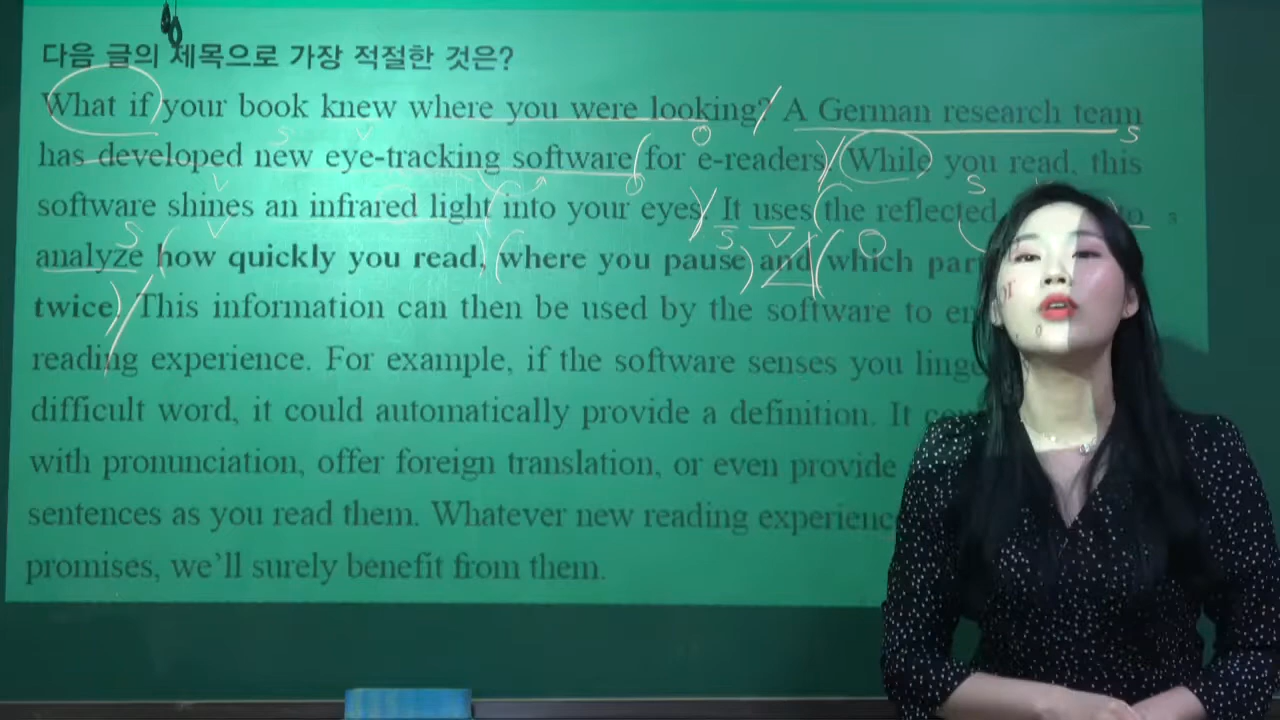 다음 글의 제목으로 가장 적절한 것은?
What if your book knew where you were looking? A German research team
has developed new eye-tracking software for e-readers. While you read, this
software shines an infrared light into your eyes. It uses the reflected to
analyze how quickly you read, where you pause and which
twice. This information can then be used by the software to
reading experience. For example, if the software senses you
difficult word, it could automatically provide a definition. It
with pronunciation, offer foreign translation, or even provide
sentences as you read them. Whatever new reading
promises, we'll surely benefit from them.